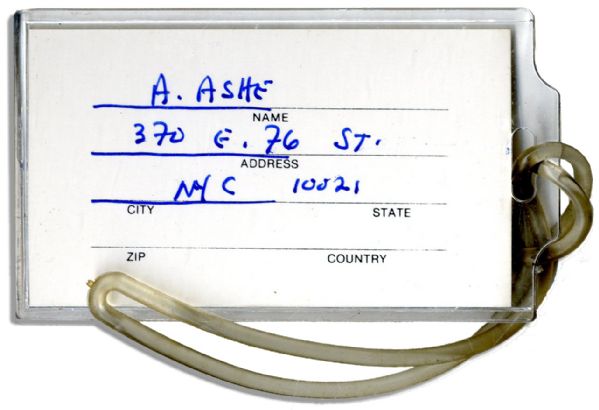 A. ASHE
NAME
370 E. 76 ST.
ADDRESS
NYC 10021
CITY STATE
ZIP COUNTRY